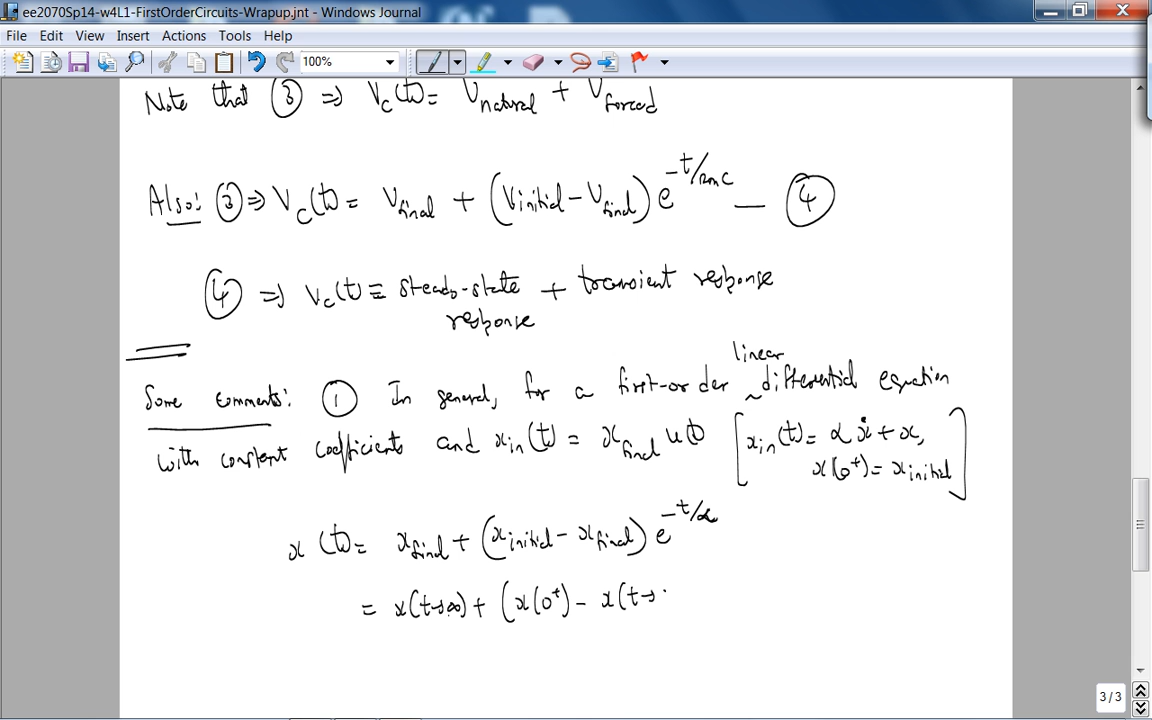 ee2070Sp14-w4L1-FirstOrderCircuits-Wrapup.jnt - Windows Journal
File Edit View Insert Actions Tools Help
100%
Note that ③ ⇒ Vc(t) = Vnatural + Vforced
Also: ③ ⇒ Vc(t) = Vfinal + (Vinitial - Vfinal) e^-t/ — ④
④ ⇒ Vc(t) = steady-state + transient response
response
linear
Some comments: ① In general, for a first-order differential equation
with constant coefficients and xin(t) = xfinal u(t) [xin(t) = αẋ + x,
x(0⁺) = xinitial]
x(t) = xfinal + (xinitial - xfinal) e^-t/α
= x(t→∞) + (x(0⁺) - x(t→
3/3